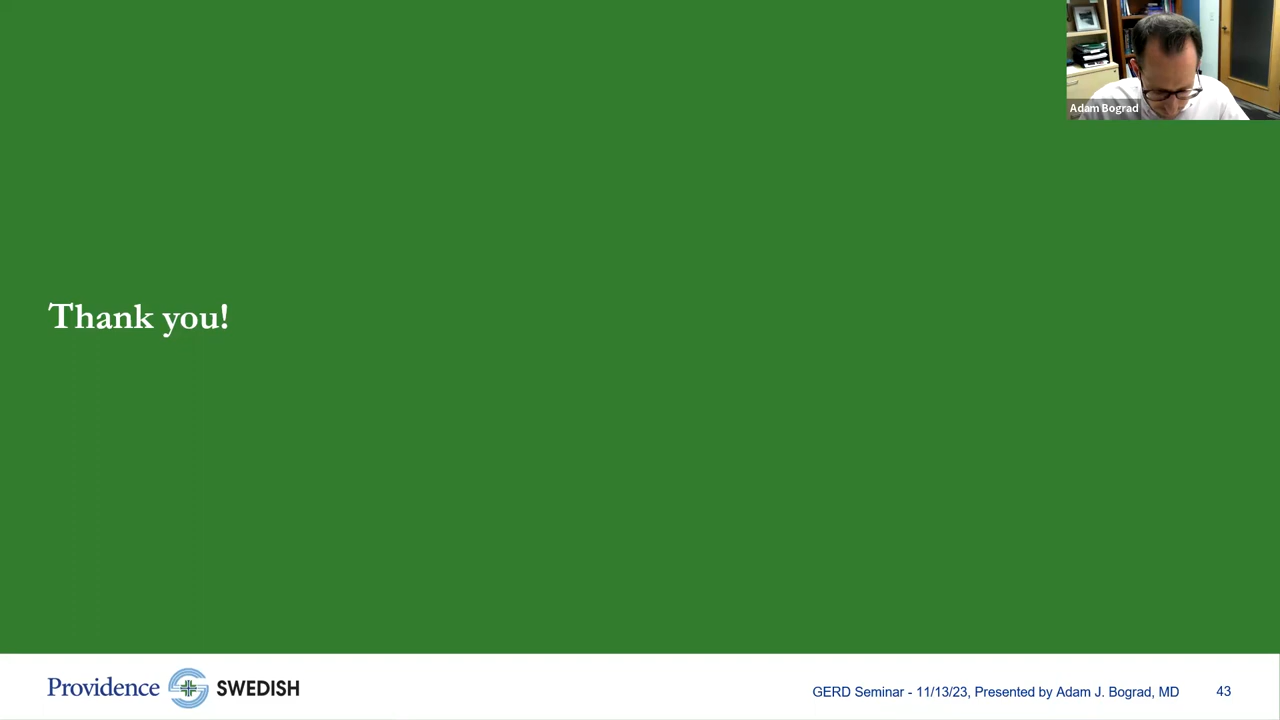 Adam Bograd
Thank you!
Providence SWEDISH
GERD Seminar - 11/13/23, Presented by Adam J. Bograd, MD 43